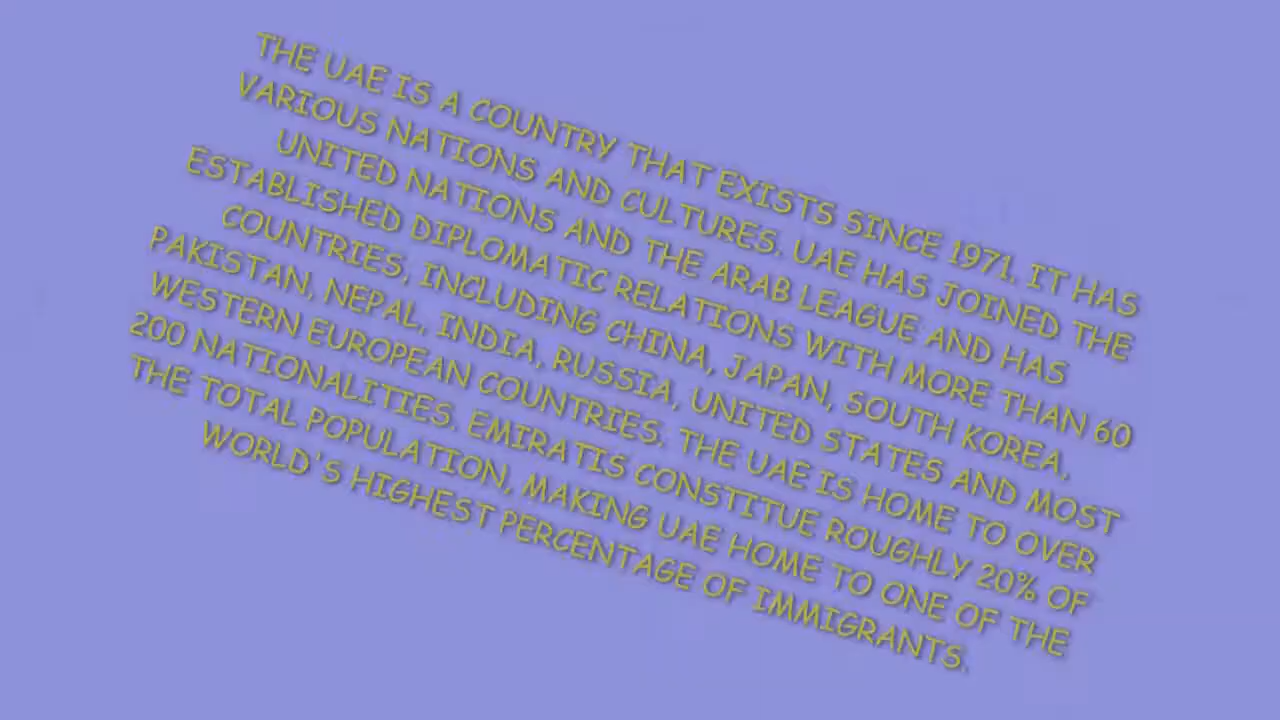 THE UAE IS A COUNTRY THAT EXISTS SINCE 1971. IT HAS
VARIOUS NATIONS AND CULTURES. UAE HAS JOINED THE
UNITED NATIONS AND THE ARAB LEAGUE AND HAS
ESTABLISHED DIPLOMATIC RELATIONS WITH MORE THAN 60
COUNTRIES, INCLUDING CHINA, JAPAN, SOUTH KOREA,
PAKISTAN, NEPAL, INDIA, RUSSIA, UNITED STATES AND MOST
WESTERN EUROPEAN COUNTRIES. THE UAE IS HOME TO OVER
200 NATIONALITIES. EMIRATIS CONSTITUE ROUGHLY 20% OF
THE TOTAL POPULATION, MAKING UAE HOME TO ONE OF THE
WORLD'S HIGHEST PERCENTAGE OF IMMIGRANTS.